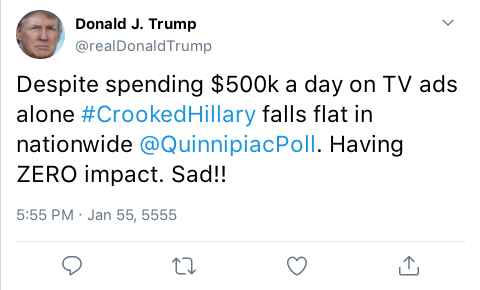 Donald J. Trump
@realDonaldTrump
Despite spending $500k a day on TV ads
alone #CrookedHillary falls flat in
nationwide @QuinnipiacPoll. Having
ZERO impact. Sad!!
5:55 PM · Jan 55, 5555